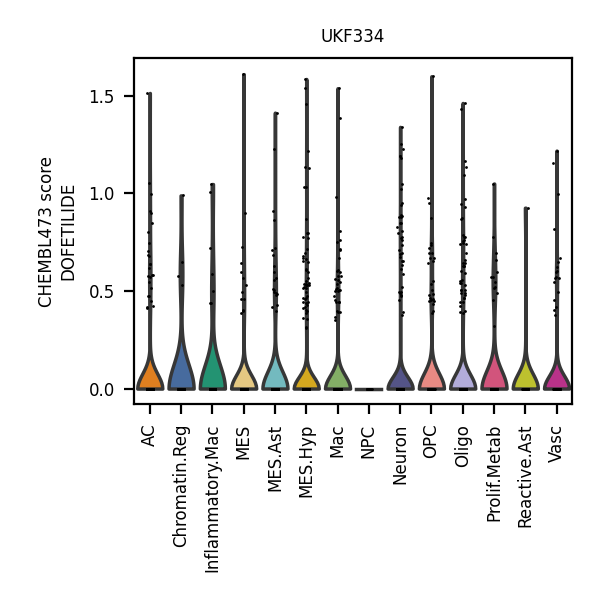 UKF334
CHEMBL473 score
DOFETILIDE
1.5
1.0
0.5
0.0
AC
Chromatin.Reg
Inflammatory.Mac
MES
MES.Ast
MES.Hyp
Mac
NPC
Neuron
OPC
Oligo
Prolif.Metab
Reactive.Ast
Vasc